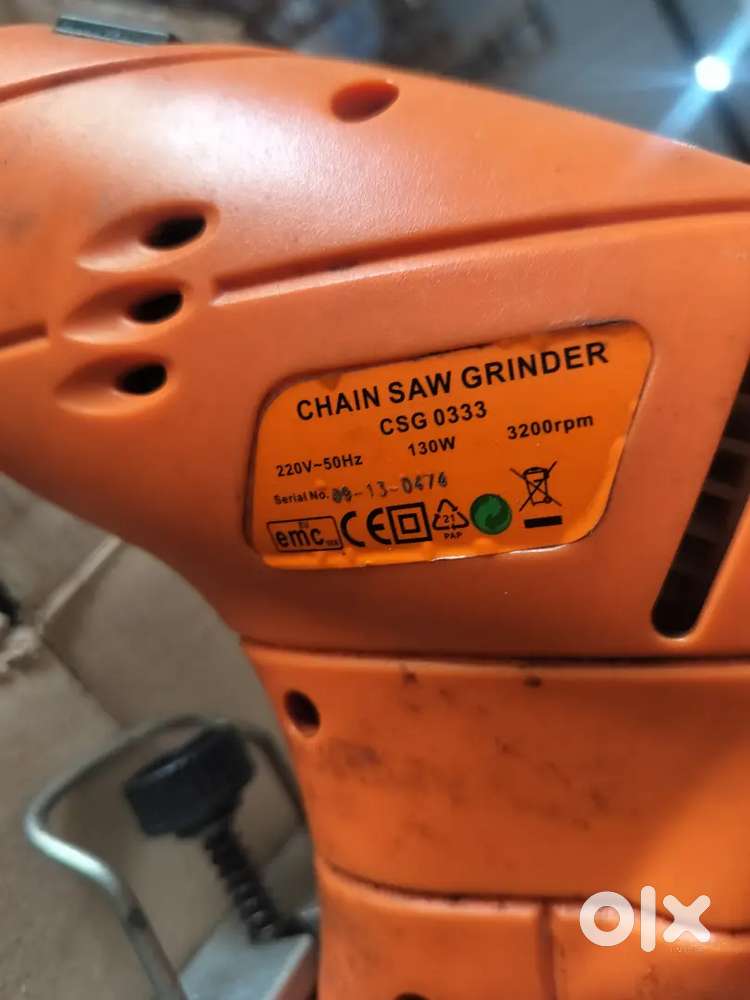 CHAIN SAW GRINDER
CSG 0333
220V~50Hz 130W 3200rpm
Serial No. 09-13-0474
emc CE 21
PAP
olx